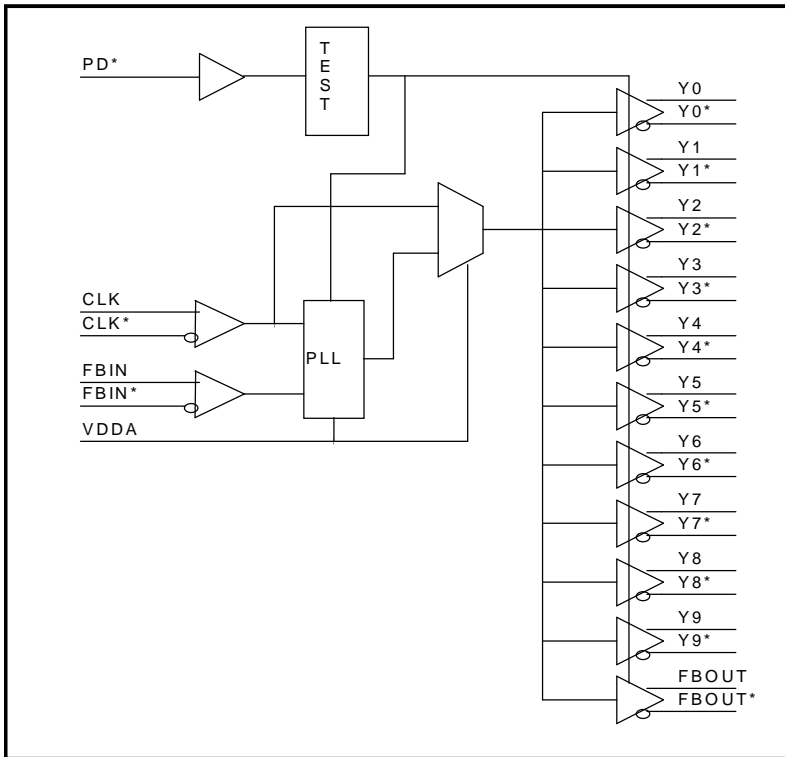 PD*
TEST
CLK
CLK*
FBIN
FBIN*
VDDA
PLL
Y0
Y0*
Y1
Y1*
Y2
Y2*
Y3
Y3*
Y4
Y4*
Y5
Y5*
Y6
Y6*
Y7
Y7*
Y8
Y8*
Y9
Y9*
FBOUT
FBOUT*